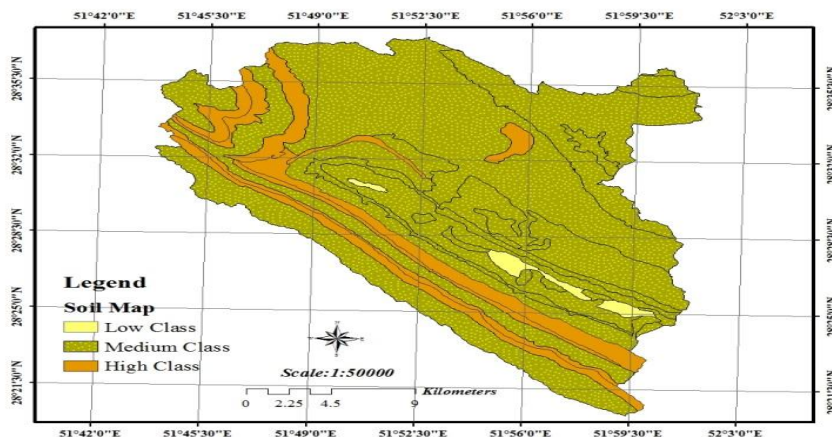 51°42'0"E 51°45'30"E 51°49'0"E 51°52'30"E 51°56'0"E 51°59'30"E 52°3'0"E
28°35'30"N
28°32'0"N
28°28'30"N
28°25'0"N
28°21'30"N
Legend
Soil Map
Low Class
Medium Class
High Class
Scale:1:50000
Kilometers
0 2.25 4.5 9
51°42'0"E 51°45'30"E 51°49'0"E 51°52'30"E 51°56'0"E 51°59'30"E 52°3'0"E